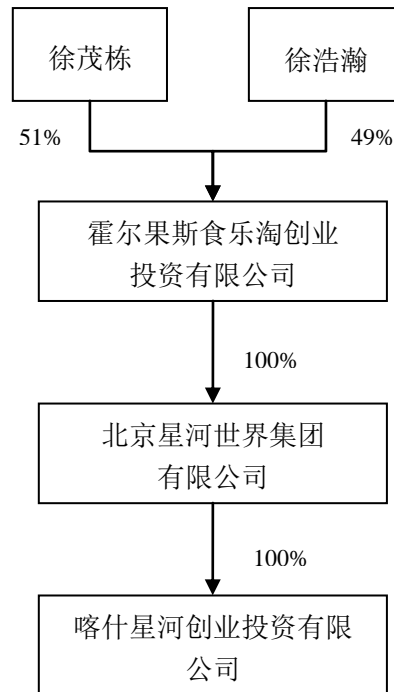 徐茂栋
徐浩瀚
51%
49%
霍尔果斯食乐淘创业
投资有限公司
100%
北京星河世界集团
有限公司
100%
喀什星河创业投资有限
公司